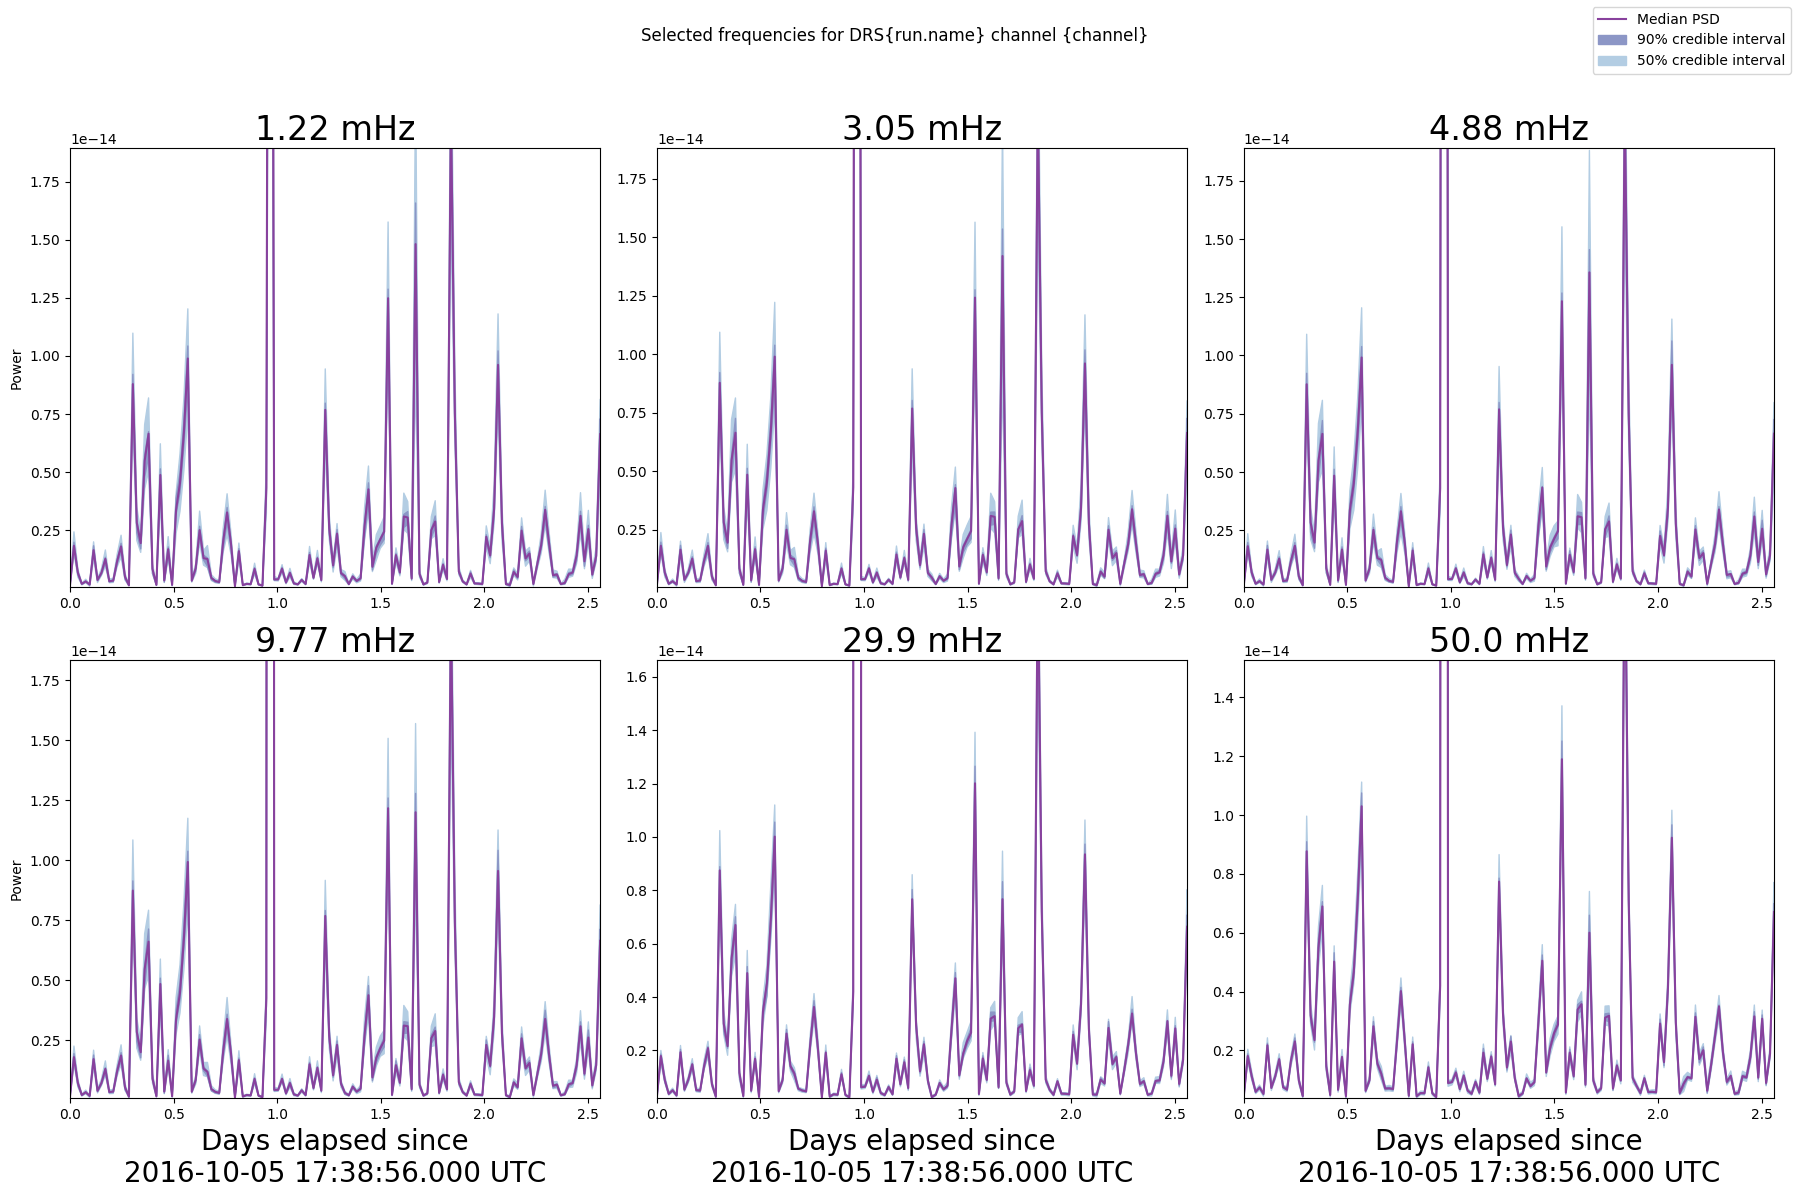 Selected frequencies for DRS{run.name} channel {channel}
Median PSD
90% credible interval
50% credible interval
1.22 mHz
1e−14
Power
1.75
1.50
1.25
1.00
0.75
0.50
0.25
0.0 0.5 1.0 1.5 2.0 2.5
3.05 mHz
1e−14
1.75
1.50
1.25
1.00
0.75
0.50
0.25
0.0 0.5 1.0 1.5 2.0 2.5
4.88 mHz
1e−14
1.75
1.50
1.25
1.00
0.75
0.50
0.25
0.0 0.5 1.0 1.5 2.0 2.5
9.77 mHz
1e−14
Power
1.75
1.50
1.25
1.00
0.75
0.50
0.25
0.0 0.5 1.0 1.5 2.0 2.5
Days elapsed since
2016-10-05 17:38:56.000 UTC
29.9 mHz
1e−14
1.6
1.4
1.2
1.0
0.8
0.6
0.4
0.2
0.0 0.5 1.0 1.5 2.0 2.5
Days elapsed since
2016-10-05 17:38:56.000 UTC
50.0 mHz
1e−14
1.4
1.2
1.0
0.8
0.6
0.4
0.2
0.0 0.5 1.0 1.5 2.0 2.5
Days elapsed since
2016-10-05 17:38:56.000 UTC